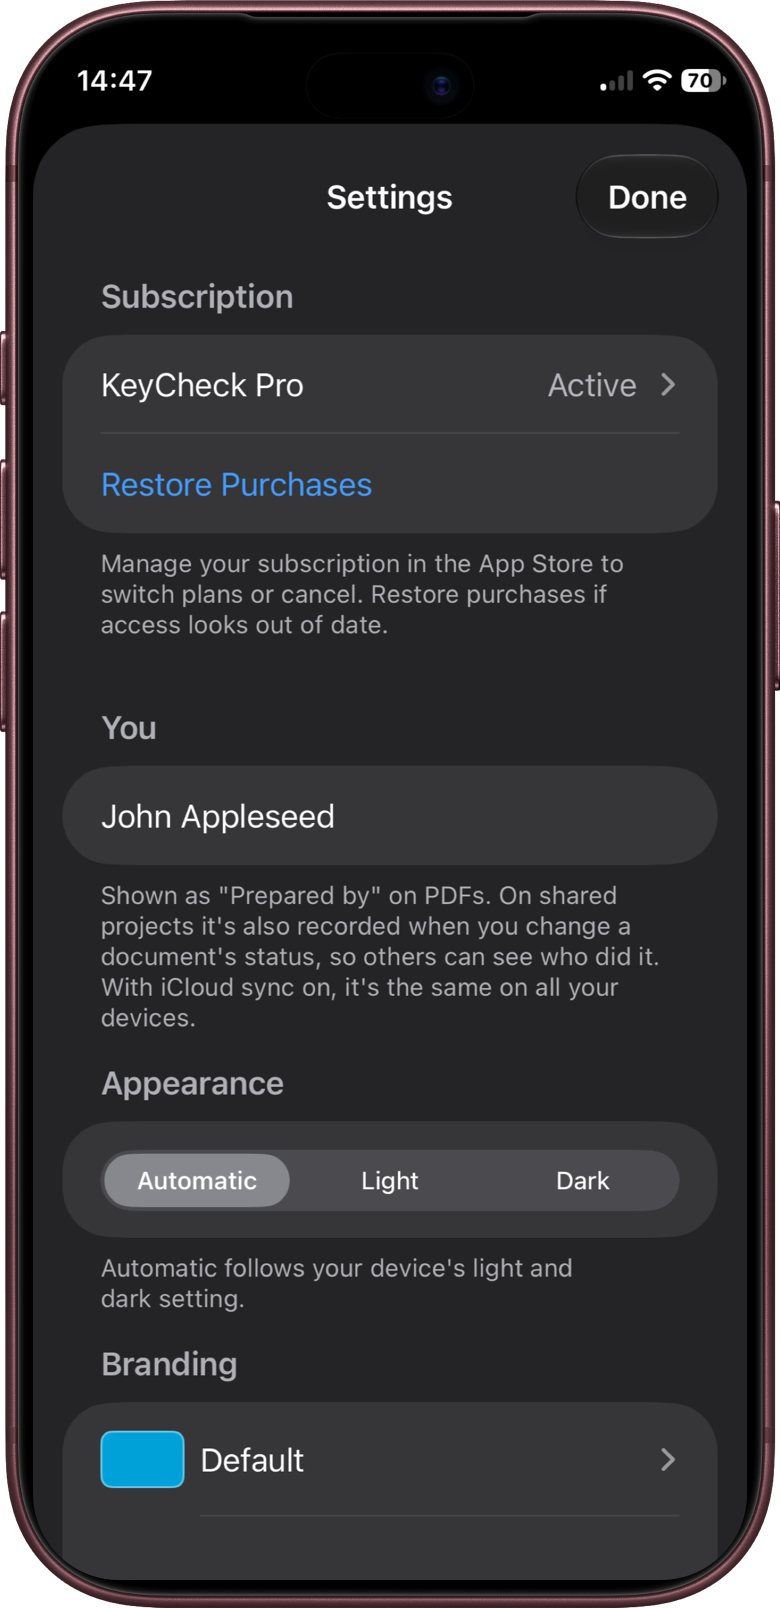 14:47
70
Settings
Done
Subscription
KeyCheck Pro
Active
Restore Purchases
Manage your subscription in the App Store to
switch plans or cancel. Restore purchases if
access looks out of date.
You
John Appleseed
Shown as "Prepared by" on PDFs. On shared
projects it's also recorded when you change a
document's status, so others can see who did it.
With iCloud sync on, it's the same on all your
devices.
Appearance
Automatic
Light
Dark
Automatic follows your device's light and
dark setting.
Branding
Default